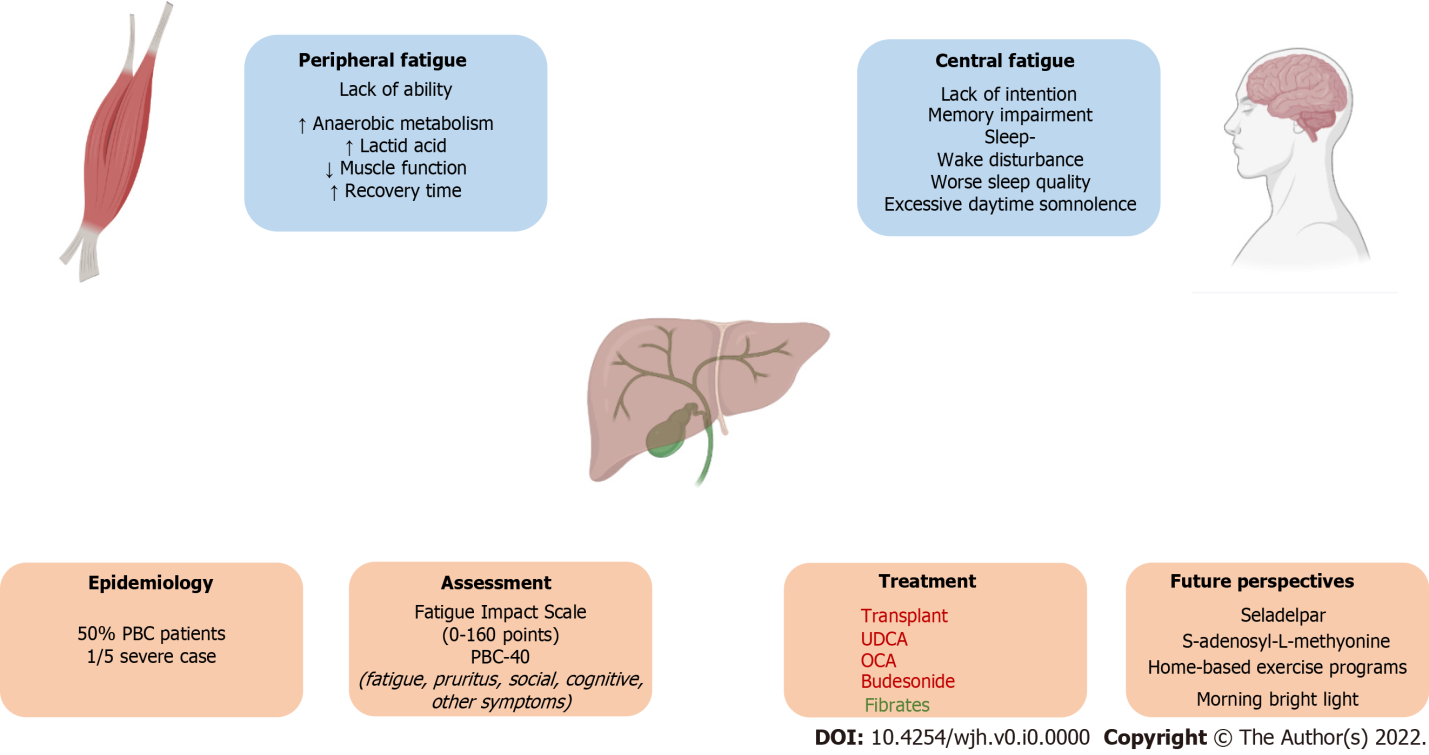 Peripheral fatigue
Lack of ability
↑ Anaerobic metabolism
↑ Lactid acid
↓ Muscle function
↑ Recovery time
Central fatigue
Lack of intention
Memory impairment
Sleep-
Wake disturbance
Worse sleep quality
Excessive daytime somnolence
Epidemiology
50% PBC patients
1/5 severe case
Assessment
Fatigue Impact Scale
(0-160 points)
PBC-40
(fatigue, pruritus, social, cognitive,
other symptoms)
Treatment
Transplant
UDCA
OCA
Budesonide
Fibrates
Future perspectives
Seladelpar
S-adenosyl-L-methyonine
Home-based exercise programs
Morning bright light
DOI: 10.4254/wjh.v0.i0.0000 Copyright © The Author(s) 2022.